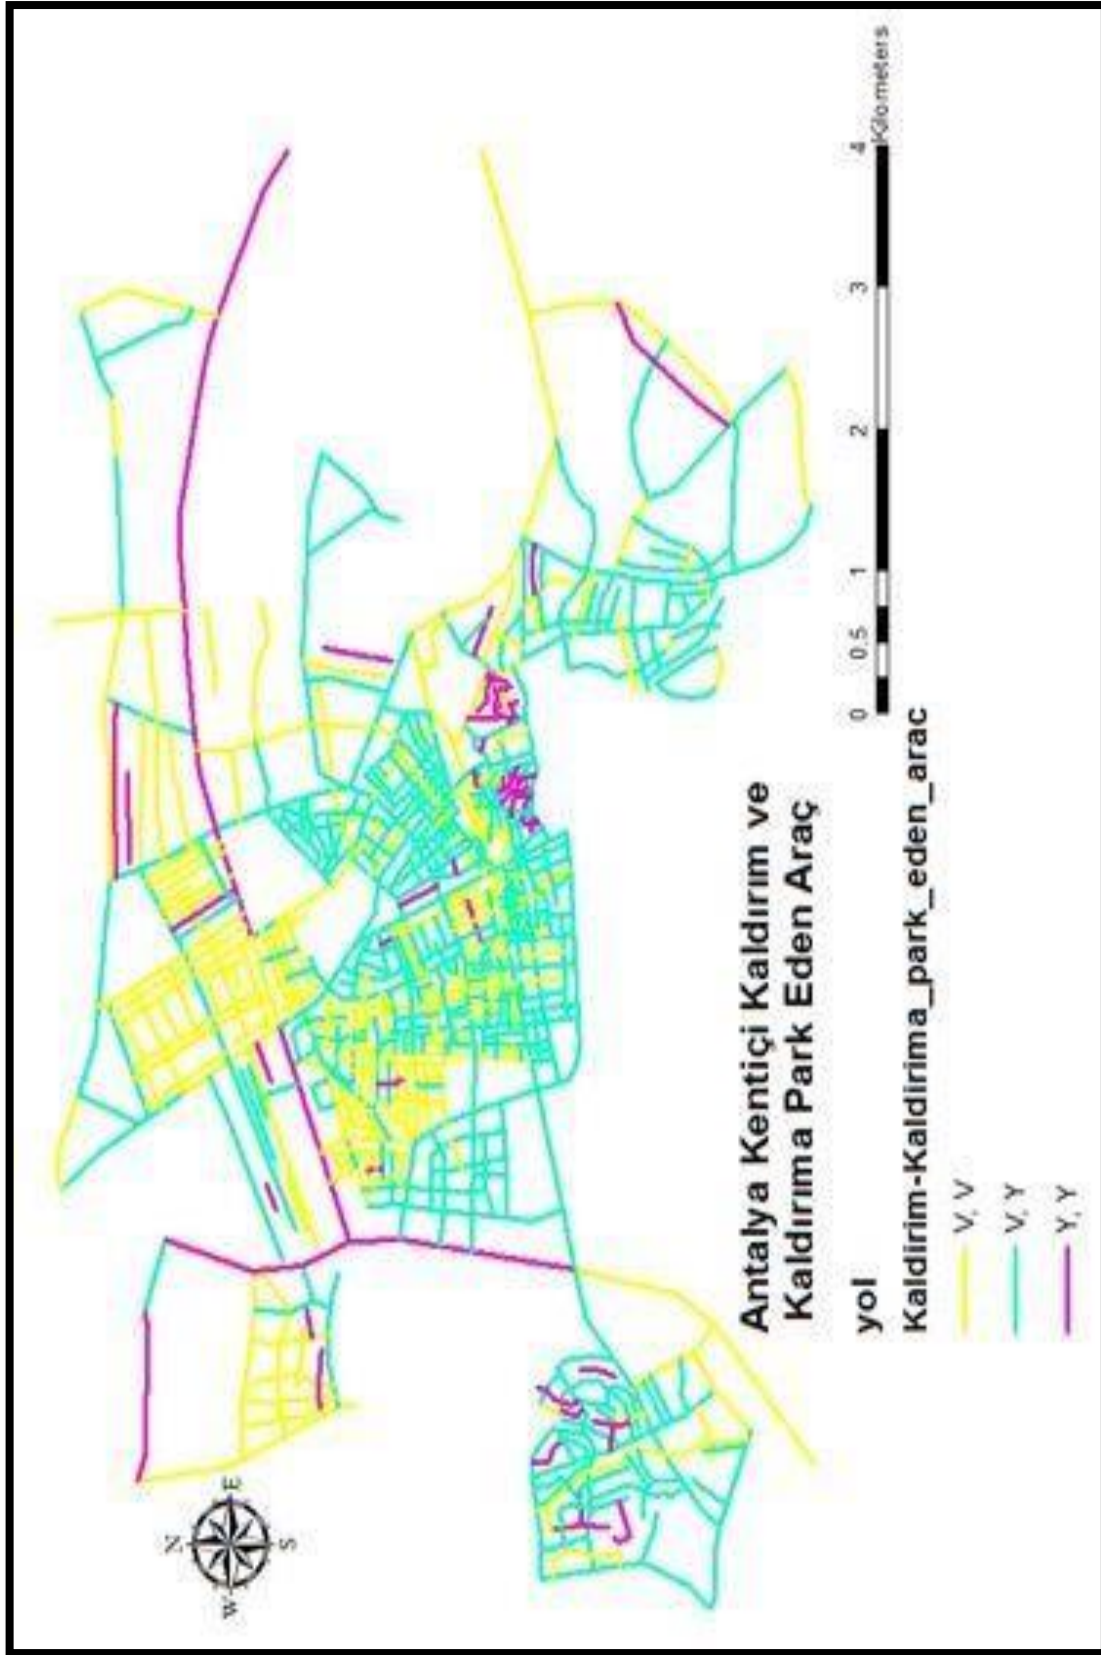 N
W
E
S
Antalya Kentiçi Kaldırım ve
Kaldırıma Park Eden Araç
yol
Kaldirim-Kaldirima_park_eden_arac
V, V
V, Y
Y, Y
0 0.5 1 2 3 4
Kilometers